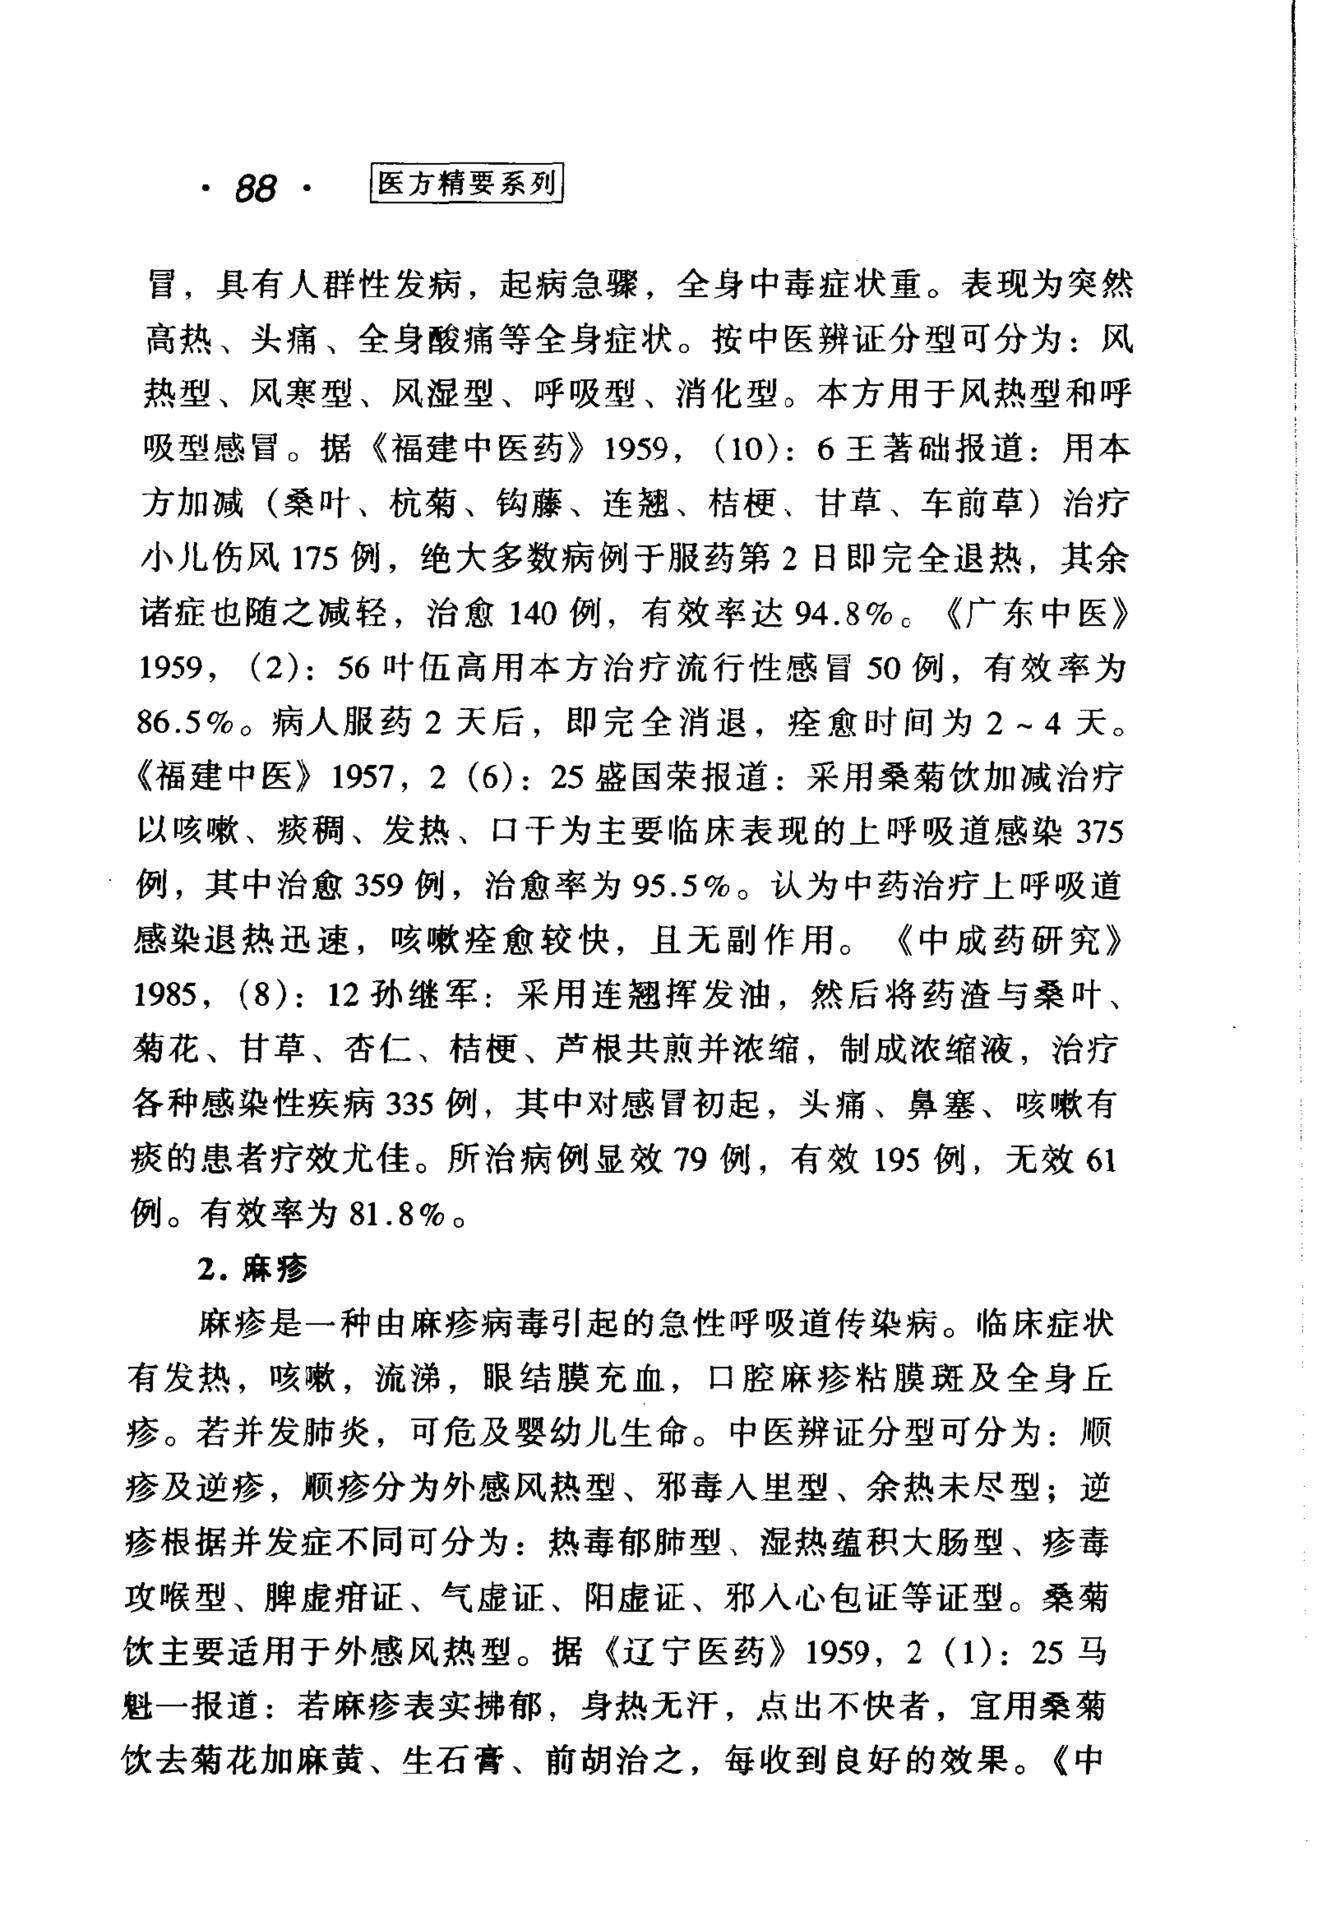 · 88 · 医方精要系列
冒，具有人群性发病，起病急骤，全身中毒症状重。表现为突然
高热、头痛、全身酸痛等全身症状。按中医辨证分型可分为：风
热型、风寒型、风湿型、呼吸型、消化型。本方用于风热型和呼
吸型感冒。据《福建中医药》1959，(10)：6 王著础报道：用本
方加减（桑叶、杭菊、钩藤、连翘、桔梗、甘草、车前草）治疗
小儿伤风 175 例，绝大多数病例于服药第 2 日即完全退热，其余
诸症也随之减轻，治愈 140 例，有效率达 94.8%。《广东中医》
1959，(2)：56 叶伍高用本方治疗流行性感冒 50 例，有效率为
86.5%。病人服药 2 天后，即完全消退，痊愈时间为 2 ~ 4 天。
《福建中医》1957，2 (6)：25 盛国荣报道：采用桑菊饮加减治疗
以咳嗽、痰稠、发热、口干为主要临床表现的上呼吸道感染 375
例，其中治愈 359 例，治愈率为 95.5%。认为中药治疗上呼吸道
感染退热迅速，咳嗽痊愈较快，且无副作用。《中成药研究》
1985，(8)：12 孙继军：采用连翘挥发油，然后将药渣与桑叶、
菊花、甘草、杏仁、桔梗、芦根共煎并浓缩，制成浓缩液，治疗
各种感染性疾病 335 例，其中对感冒初起，头痛、鼻塞、咳嗽有
痰的患者疗效尤佳。所治病例显效 79 例，有效 195 例，无效 61
例。有效率为 81.8%。
2. 麻疹
麻疹是一种由麻疹病毒引起的急性呼吸道传染病。临床症状
有发热，咳嗽，流涕，眼结膜充血，口腔麻疹粘膜斑及全身丘
疹。若并发肺炎，可危及婴幼儿生命。中医辨证分型可分为：顺
疹及逆疹，顺疹分为外感风热型、邪毒入里型、余热未尽型；逆
疹根据并发症不同可分为：热毒郁肺型、湿热蕴积大肠型、疹毒
攻喉型、脾虚疳证、气虚证、阳虚证、邪入心包证等证型。桑菊
饮主要适用于外感风热型。据《辽宁医药》1959，2 (1)：25 马
魁一报道：若麻疹表实拂郁，身热无汗，点出不快者，宜用桑菊
饮去菊花加麻黄、生石膏、前胡治之，每收到良好的效果。《中